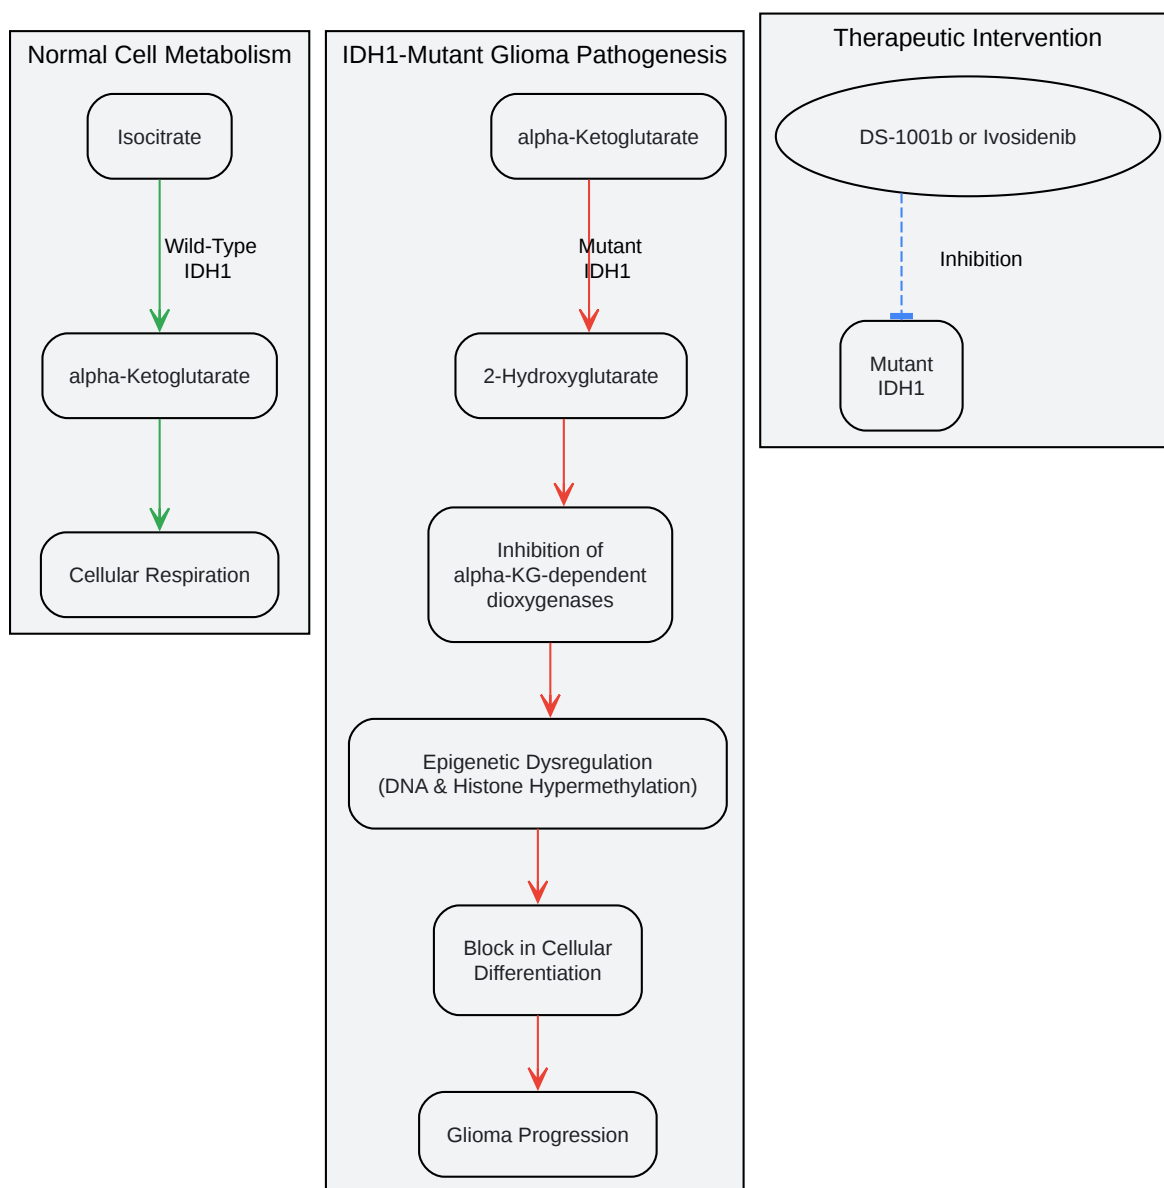 Normal Cell Metabolism
Isocitrate
Wild-Type
IDH1
alpha-Ketoglutarate
Cellular Respiration
IDH1-Mutant Glioma Pathogenesis
alpha-Ketoglutarate
Mutant
IDH1
2-Hydroxyglutarate
Inhibition of
alpha-KG-dependent
dioxygenases
Epigenetic Dysregulation
(DNA & Histone Hypermethylation)
Block in Cellular
Differentiation
Glioma Progression
Therapeutic Intervention
DS-1001b or Ivosidenib
Inhibition
Mutant
IDH1